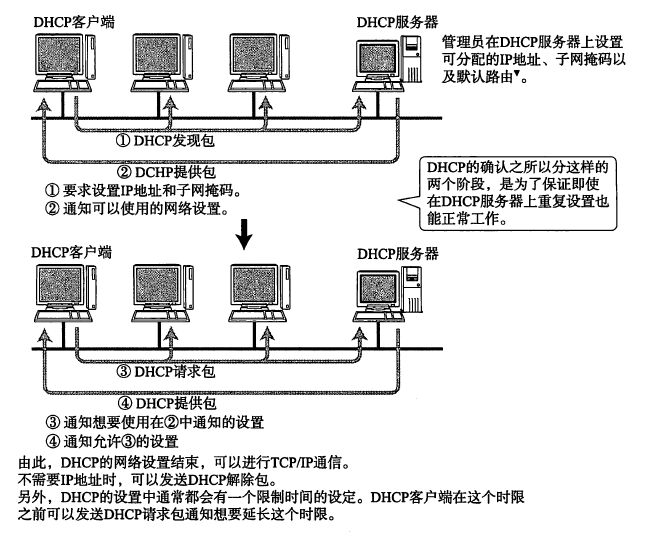 DHCP客户端
DHCP服务器
管理员在DHCP服务器上设置
可分配的IP地址、子网掩码以
及默认路由▼。
① DHCP发现包
② DCHP提供包
① 要求设置IP地址和子网掩码。
② 通知可以使用的网络设置。
DHCP的确认之所以分这样的
两个阶段，是为了保证即使
在DHCP服务器上重复设置也
能正常工作。
DHCP客户端
DHCP服务器
③ DHCP请求包
④ DHCP提供包
③ 通知想要使用在②中通知的设置
④ 通知允许③的设置
由此，DHCP的网络设置结束，可以进行TCP/IP通信。
不需要IP地址时，可以发送DHCP解除包。
另外，DHCP的设置中通常都会有一个限制时间的设定。DHCP客户端在这个时限
之前可以发送DHCP请求包通知想要延长这个时限。